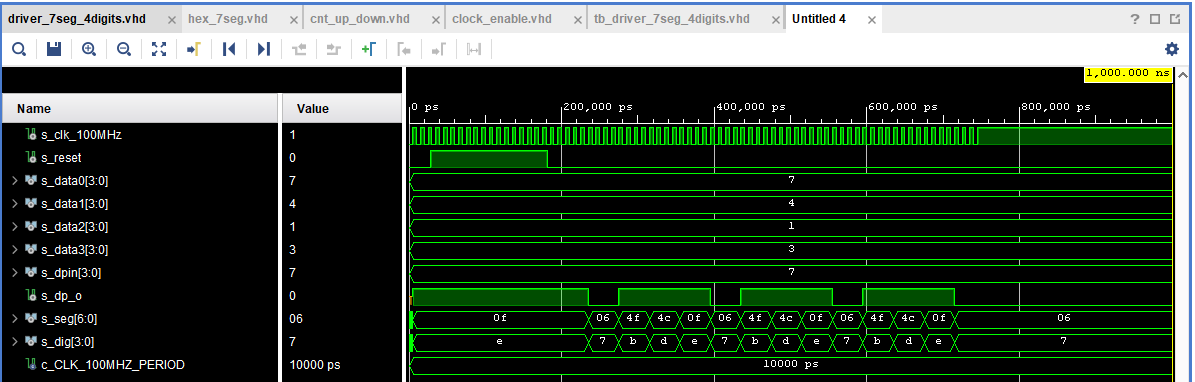 driver_7seg_4digits.vhd × hex_7seg.vhd × cnt_up_down.vhd × clock_enable.vhd × tb_driver_7seg_4digits.vhd × Untitled 4 × ?
1,000.000 ns
Name Value
0 ps 200,000 ps 400,000 ps 600,000 ps 800,000 ps
s_clk_100MHz 1
s_reset 0
s_data0[3:0] 7 7
s_data1[3:0] 4 4
s_data2[3:0] 1 1
s_data3[3:0] 3 3
s_dpin[3:0] 7 7
s_dp_o 0
s_seg[6:0] 06 0f 06 4f 4c 0f 06 4f 4c 0f 06 4f 4c 0f 06
s_dig[3:0] 7 e 7 b d e 7 b d e 7 b d e 7
c_CLK_100MHZ_PERIOD 10000 ps 10000 ps